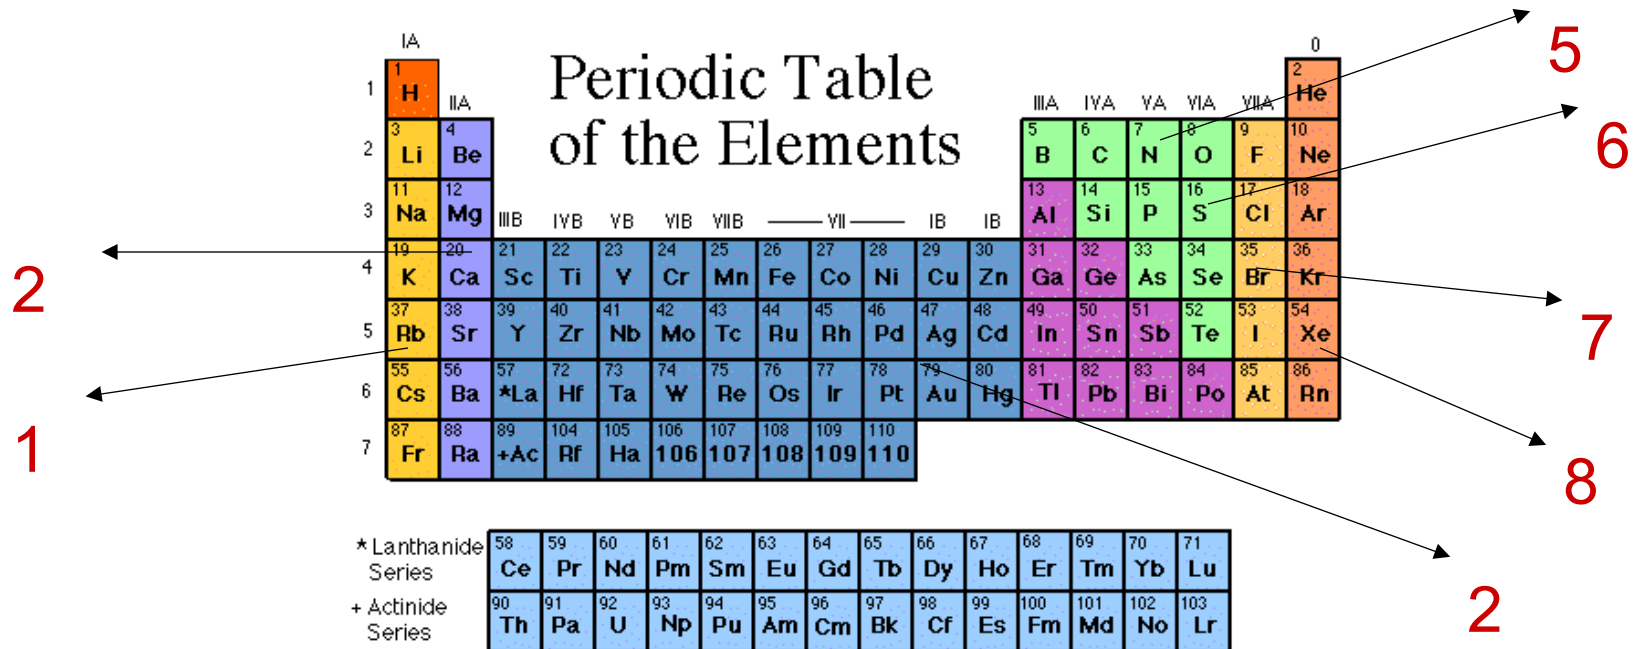 IA 0
Periodic Table
of the Elements
5
1 1 H 2 He
IIA IIIA IVA VA VIA VIIA
6
2 3 Li 4 Be 5 B 6 C 7 N 8 O 9 F 10 Ne
3 11 Na 12 Mg 13 Al 14 Si 15 P 16 S 17 Cl 18 Ar
IIIB IVB VB VIB VIIB VII IB IB
2
4 19 K 20 Ca 21 Sc 22 Ti 23 V 24 Cr 25 Mn 26 Fe 27 Co 28 Ni 29 Cu 30 Zn 31 Ga 32 Ge 33 As 34 Se 35 Br 36 Kr
7
5 37 Rb 38 Sr 39 Y 40 Zr 41 Nb 42 Mo 43 Tc 44 Ru 45 Rh 46 Pd 47 Ag 48 Cd 49 In 50 Sn 51 Sb 52 Te 53 I 54 Xe
6 55 Cs 56 Ba 57 *La 72 Hf 73 Ta 74 W 75 Re 76 Os 77 Ir 78 Pt 79 Au 80 Hg 81 Tl 82 Pb 83 Bi 84 Po 85 At 86 Rn
1
7 87 Fr 88 Ra 89 +Ac 104 Rf 105 Ha 106 106 107 107 108 108 109 109 110 110
8
* Lanthanide
Series
58 Ce 59 Pr 60 Nd 61 Pm 62 Sm 63 Eu 64 Gd 65 Tb 66 Dy 67 Ho 68 Er 69 Tm 70 Yb 71 Lu
+ Actinide
Series
90 Th 91 Pa 92 U 93 Np 94 Pu 95 Am 96 Cm 97 Bk 98 Cf 99 Es 100 Fm 101 Md 102 No 103 Lr
2